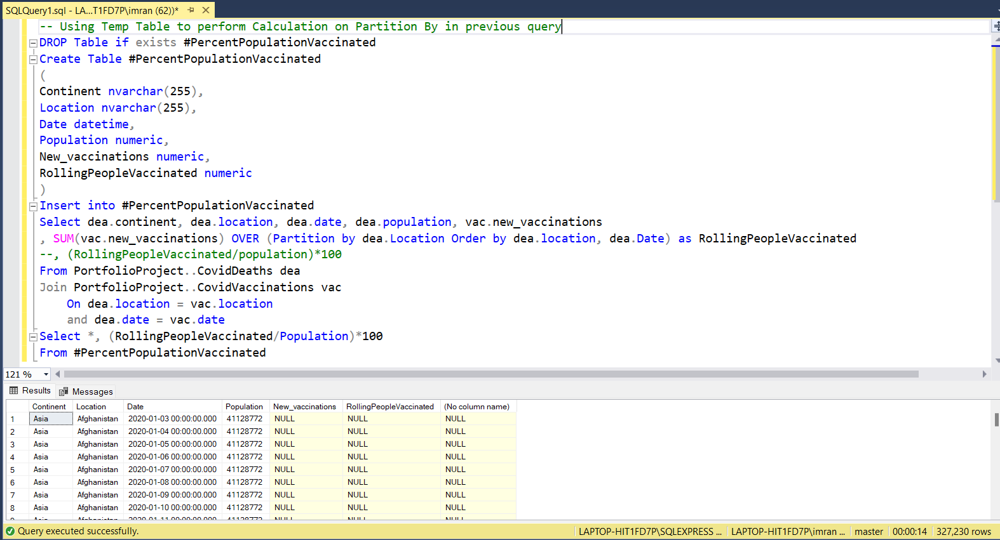 SQLQuery1.sql - LA...T1FD7P\imran (62))*
-- Using Temp Table to perform Calculation on Partition By in previous query
DROP Table if exists #PercentPopulationVaccinated
Create Table #PercentPopulationVaccinated
(
Continent nvarchar(255),
Location nvarchar(255),
Date datetime,
Population numeric,
New_vaccinations numeric,
RollingPeopleVaccinated numeric
)
Insert into #PercentPopulationVaccinated
Select dea.continent, dea.location, dea.date, dea.population, vac.new_vaccinations
, SUM(vac.new_vaccinations) OVER (Partition by dea.Location Order by dea.location, dea.Date) as RollingPeopleVaccinated
--, (RollingPeopleVaccinated/population)*100
From PortfolioProject..CovidDeaths dea
Join PortfolioProject..CovidVaccinations vac
On dea.location = vac.location
and dea.date = vac.date
Select *, (RollingPeopleVaccinated/Population)*100
From #PercentPopulationVaccinated
121 %
Results Messages
Continent Location Date Population New_vaccinations RollingPeopleVaccinated (No column name)
1 Asia Afghanistan 2020-01-03 00:00:00.000 41128772 NULL NULL NULL
2 Asia Afghanistan 2020-01-04 00:00:00.000 41128772 NULL NULL NULL
3 Asia Afghanistan 2020-01-05 00:00:00.000 41128772 NULL NULL NULL
4 Asia Afghanistan 2020-01-06 00:00:00.000 41128772 NULL NULL NULL
5 Asia Afghanistan 2020-01-07 00:00:00.000 41128772 NULL NULL NULL
6 Asia Afghanistan 2020-01-08 00:00:00.000 41128772 NULL NULL NULL
7 Asia Afghanistan 2020-01-09 00:00:00.000 41128772 NULL NULL NULL
8 Asia Afghanistan 2020-01-10 00:00:00.000 41128772 NULL NULL NULL
Query executed successfully. LAPTOP-HIT1FD7P\SQLEXPRESS ... LAPTOP-HIT1FD7P\imran ... master 00:00:14 327,230 rows